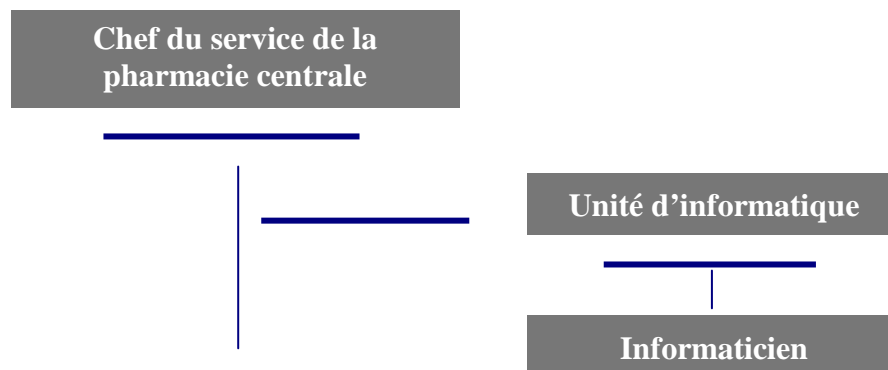 Chef du service de la
pharmacie centrale
Unité d’informatique
Informaticien